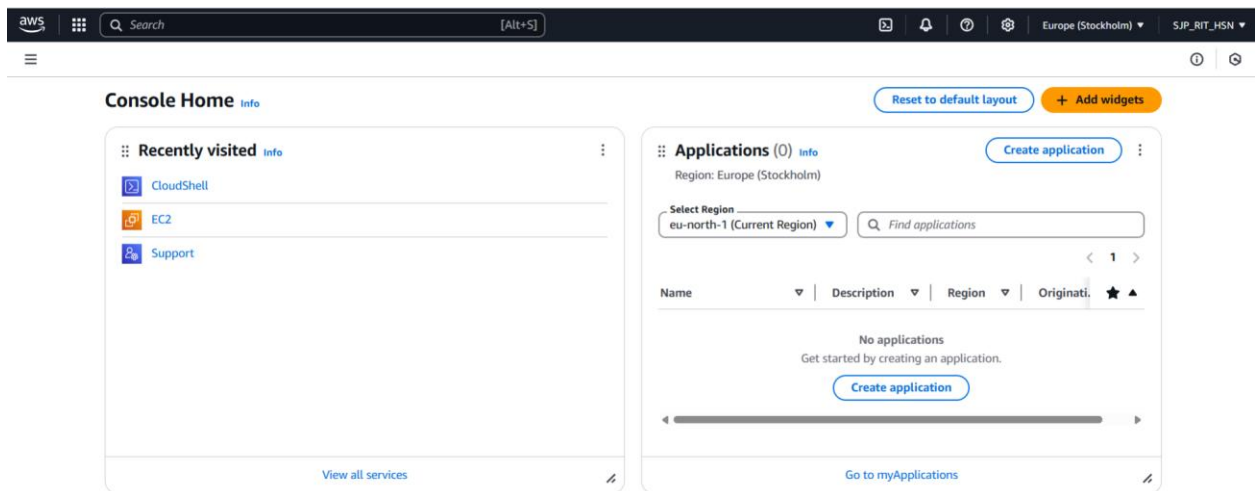 aws
Search [Alt+S] Europe (Stockholm) SJP_RIT_HSN
Console Home Info
Reset to default layout
+ Add widgets
Recently visited Info
CloudShell
EC2
Support
View all services
Applications (0) Info
Create application
Region: Europe (Stockholm)
Select Region
eu-north-1 (Current Region)
Find applications
1
Name Description Region Originati.
No applications
Get started by creating an application.
Create application
Go to myApplications